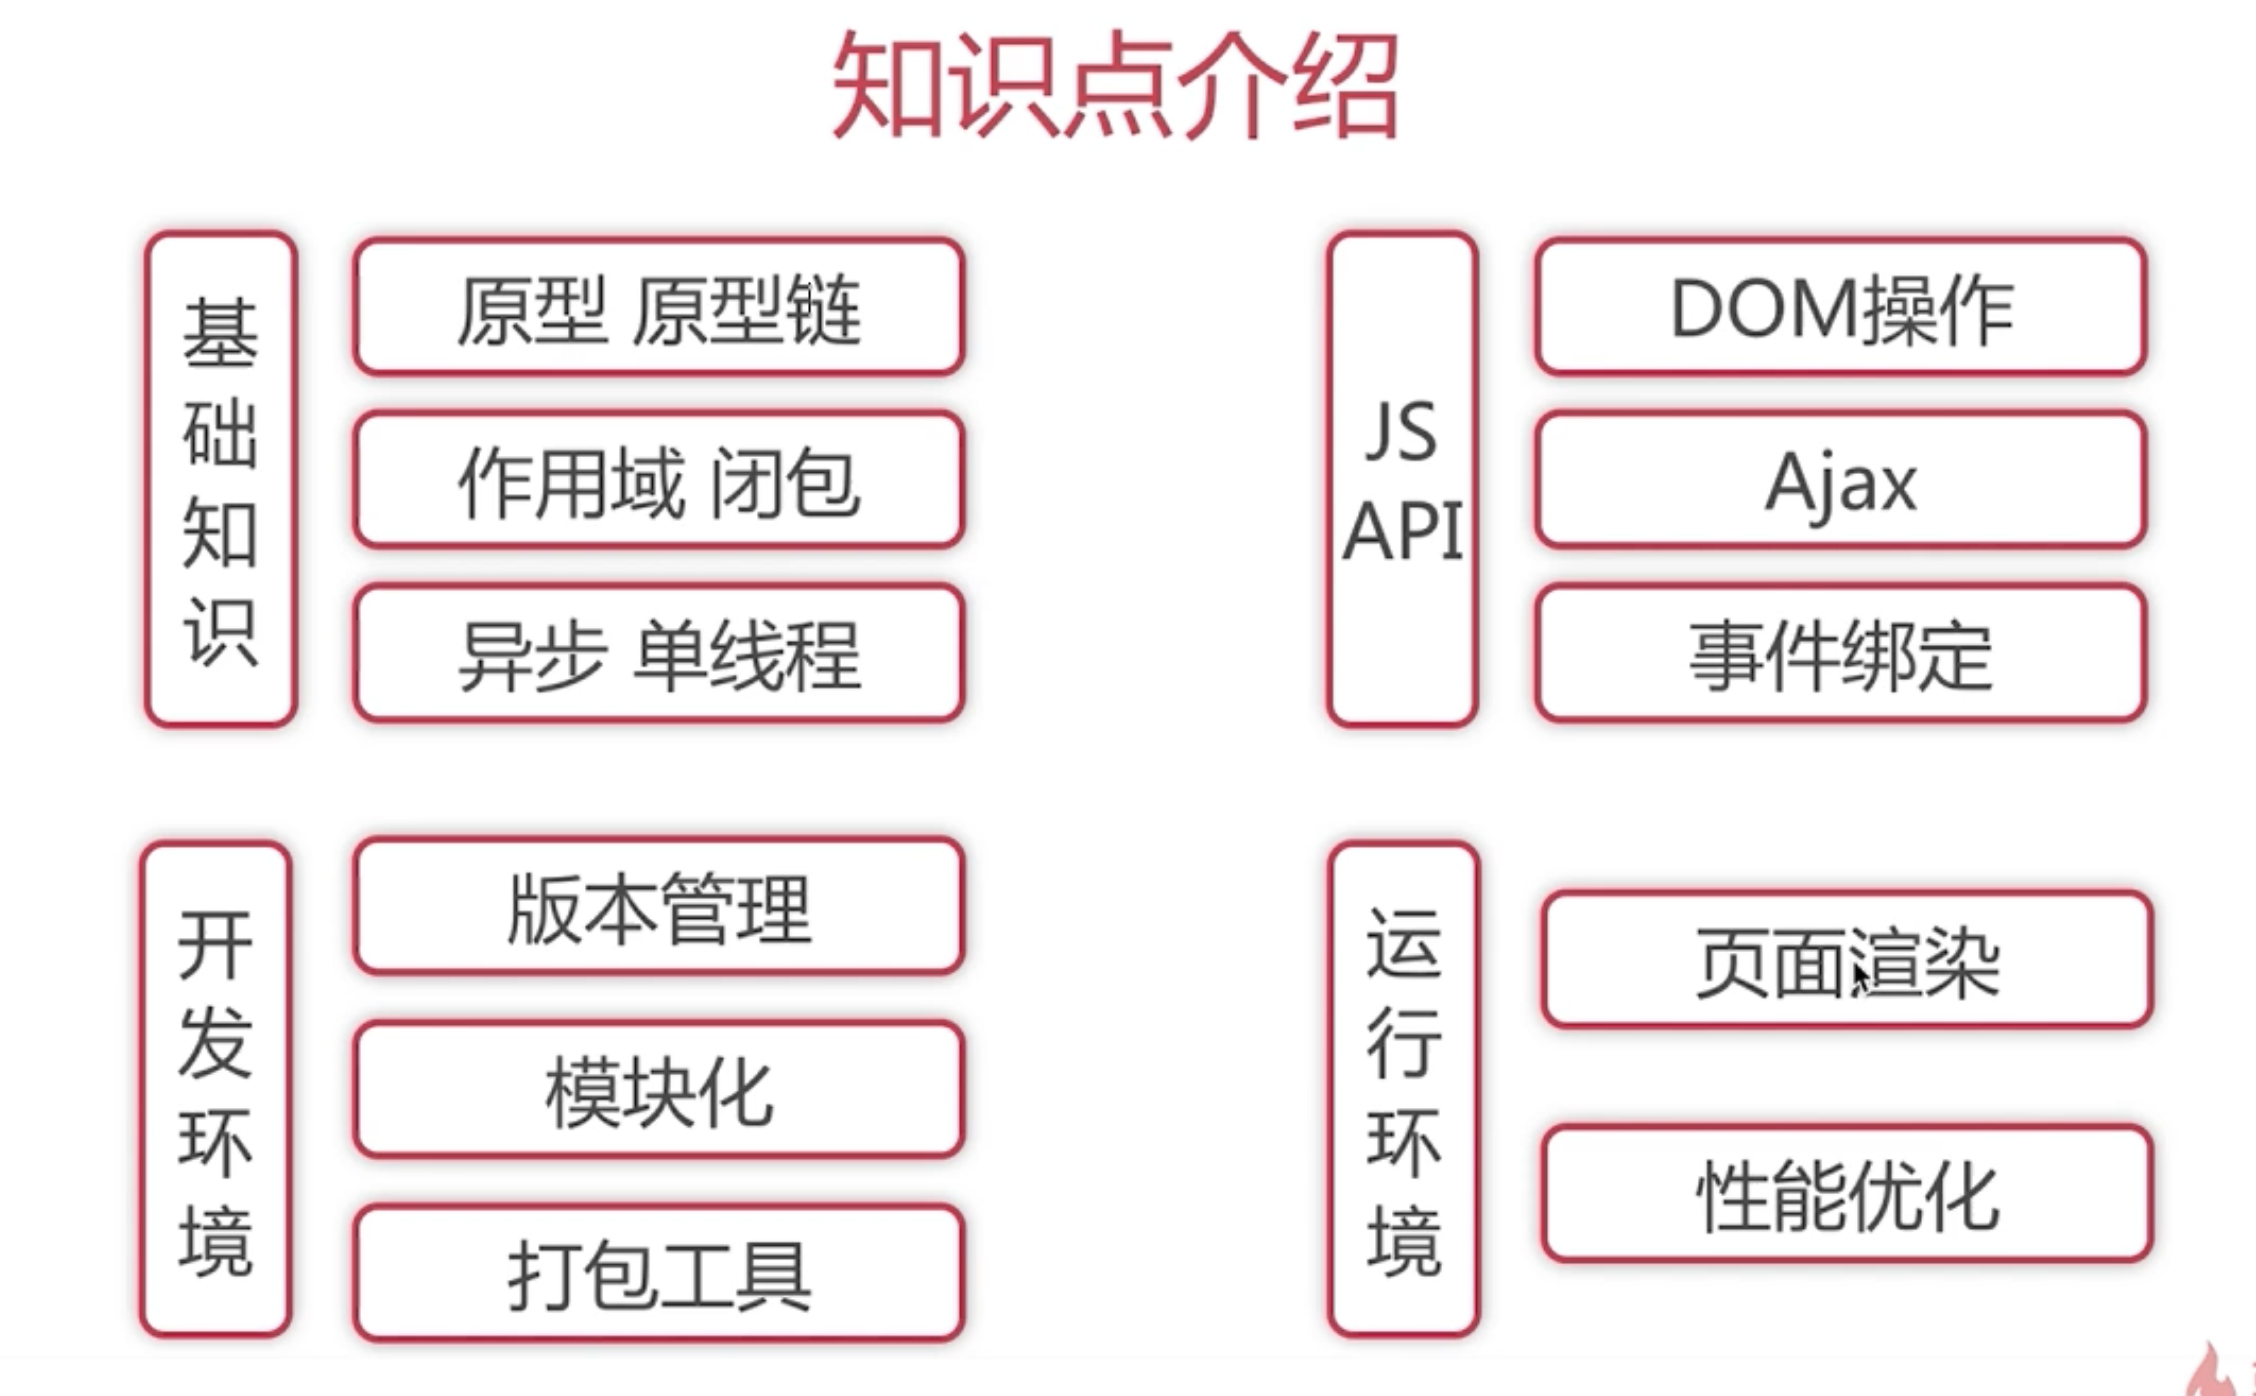 知识点介绍
基础知识
原型 原型链
作用域 闭包
异步 单线程
JS
API
DOM操作
Ajax
事件绑定
开发环境
版本管理
模块化
打包工具
运行环境
页面渲染
性能优化